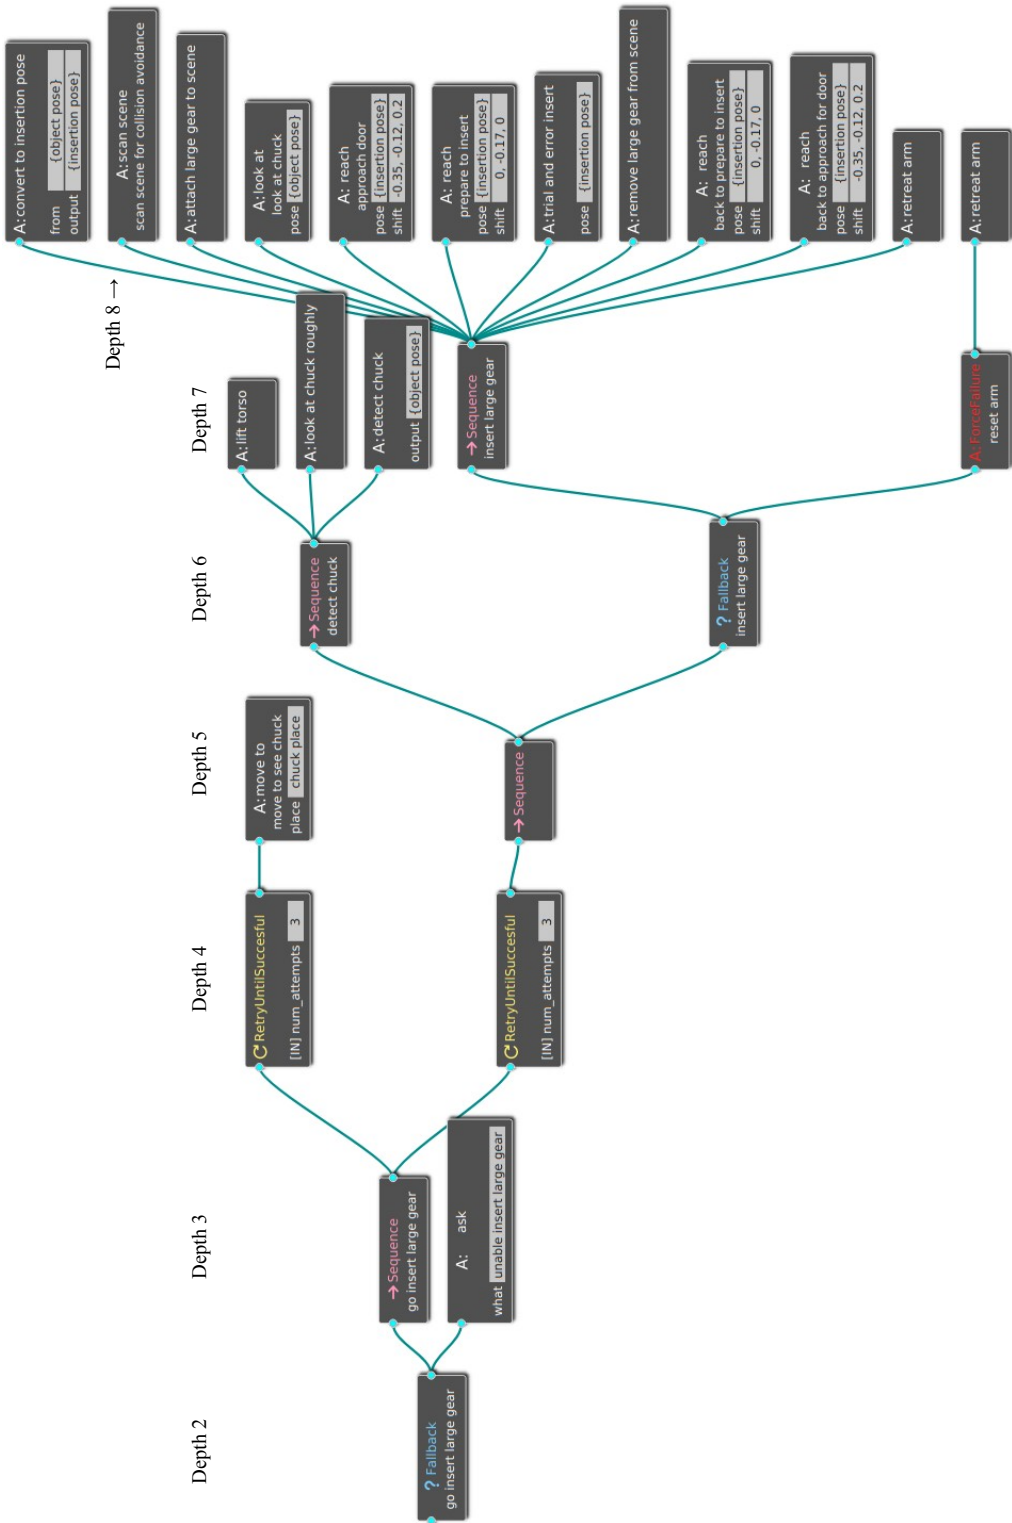 Depth 2
? Fallback
go insert large gear
Depth 3
→ Sequence
go insert large gear
A: ask
what unable insert large gear
Depth 4
RetryUntilSuccesful
[IN] num_attempts 3
RetryUntilSuccesful
[IN] num_attempts 3
Depth 5
A: move to
move to see chuck
place chuck place
→ Sequence
Depth 6
→ Sequence
detect chuck
? Fallback
insert large gear
Depth 7
A: lift torso
A: look at chuck roughly
A: detect chuck
output {object pose}
→ Sequence
insert large gear
A: ForceFailure
reset arm
Depth 8 →
A: convert to insertion pose
from {object pose}
output {insertion pose}
A: scan scene
scan scene for collision avoidance
A: attach large gear to scene
A: look at
look at chuck
pose {object pose}
A: reach
approach door
pose {insertion pose}
shift -0.35, -0.12, 0.2
A: reach
prepare to insert
pose {insertion pose}
shift 0, -0.17, 0
A: trial and error insert
pose {insertion pose}
A: remove large gear from scene
A: reach
back to prepare to insert
pose {insertion pose}
shift 0, -0.17, 0
A: reach
back to approach for door
pose {insertion pose}
shift -0.35, -0.12, 0.2
A: retreat arm
A: retreat arm